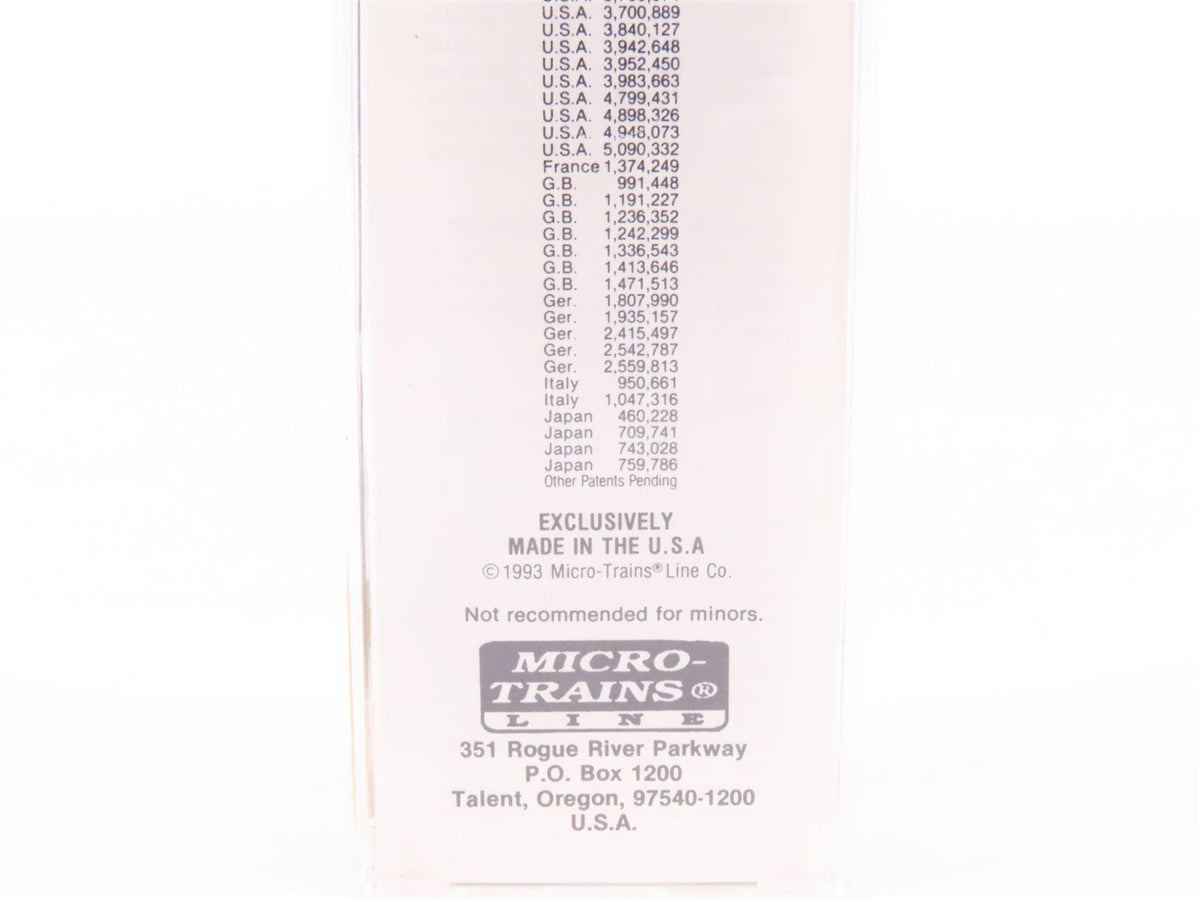 U.S.A. 3,700,889
U.S.A. 3,840,127
U.S.A. 3,942,648
U.S.A. 3,952,450
U.S.A. 3,983,663
U.S.A. 4,799,431
U.S.A. 4,898,326
U.S.A. 4,948,073
U.S.A. 5,090,332
France 1,374,249
G.B. 991,448
G.B. 1,191,227
G.B. 1,236,352
G.B. 1,242,299
G.B. 1,336,543
G.B. 1,413,646
G.B. 1,471,513
Ger. 1,807,990
Ger. 1,935,157
Ger. 2,415,497
Ger. 2,542,787
Ger. 2,559,813
Italy 950,661
Italy 1,047,316
Japan 460,228
Japan 709,741
Japan 743,028
Japan 759,786
Other Patents Pending
EXCLUSIVELY
MADE IN THE U.S.A
© 1993 Micro-Trains® Line Co.
Not recommended for minors.
MICRO-
TRAINS®
LINE
351 Rogue River Parkway
P.O. Box 1200
Talent, Oregon, 97540-1200
U.S.A.